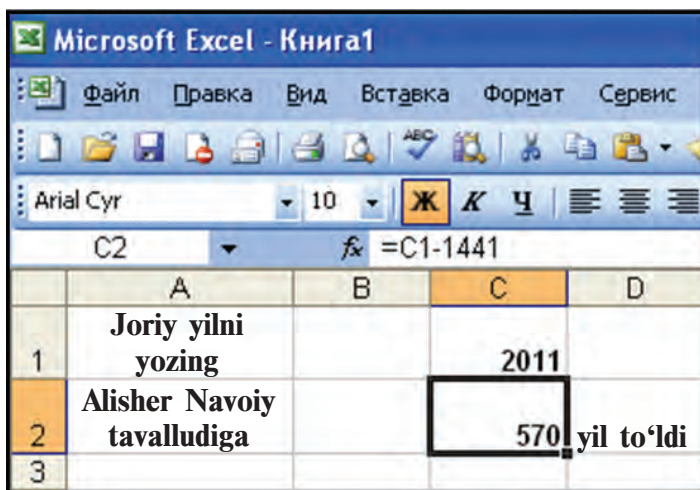 Microsoft Excel - Книга1
Файл Правка Вид Вставка Формат Сервис
ABC
Arial Cyr 10 Ж К Ч
C2 fx =C1-1441
A B C D
Joriy yilni
1 yozing 2011
Alisher Navoiy
2 tavalludiga 570 yil to‘ldi
3